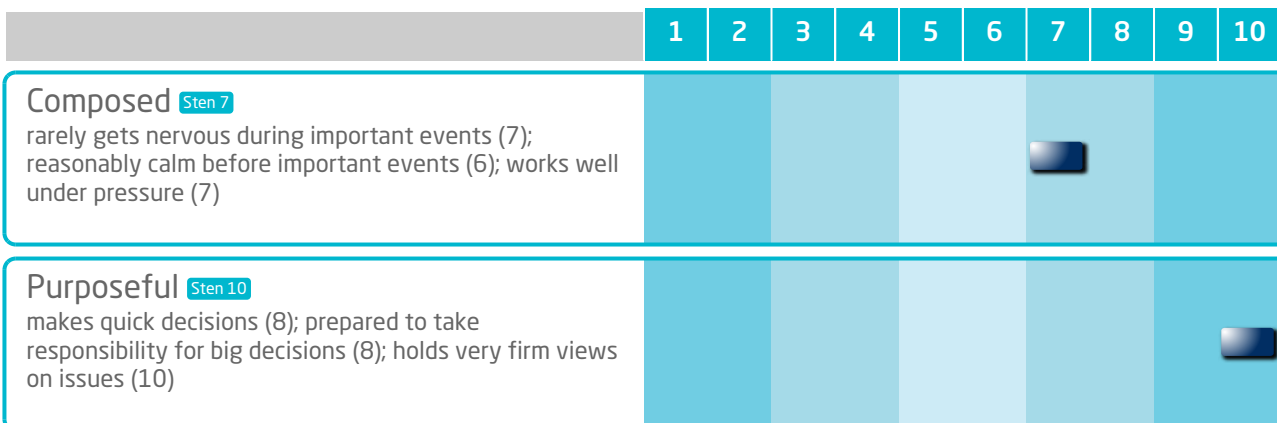 1 2 3 4 5 6 7 8 9 10
Composed Sten 7
rarely gets nervous during important events (7);
reasonably calm before important events (6); works well
under pressure (7)
Purposeful Sten 10
makes quick decisions (8); prepared to take
responsibility for big decisions (8); holds very firm views
on issues (10)